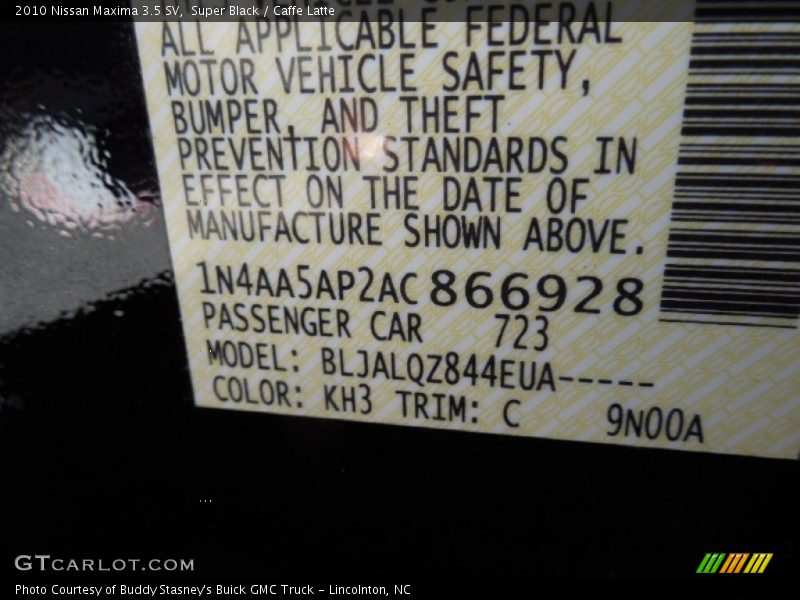 2010 Nissan Maxima 3.5 SV, Super Black / Caffe Latte
ALL APPLICABLE FEDERAL
MOTOR VEHICLE SAFETY,
BUMPER, AND THEFT
PREVENTION STANDARDS IN
EFFECT ON THE DATE OF
MANUFACTURE SHOWN ABOVE.
1N4AA5AP2AC866928
PASSENGER CAR 723
MODEL: BLJALQZ844EUA-----
COLOR: KH3 TRIM: C 9N00A
...
GTCARLOT.COM
Photo Courtesy of Buddy Stasney's Buick GMC Truck - Lincolnton, NC